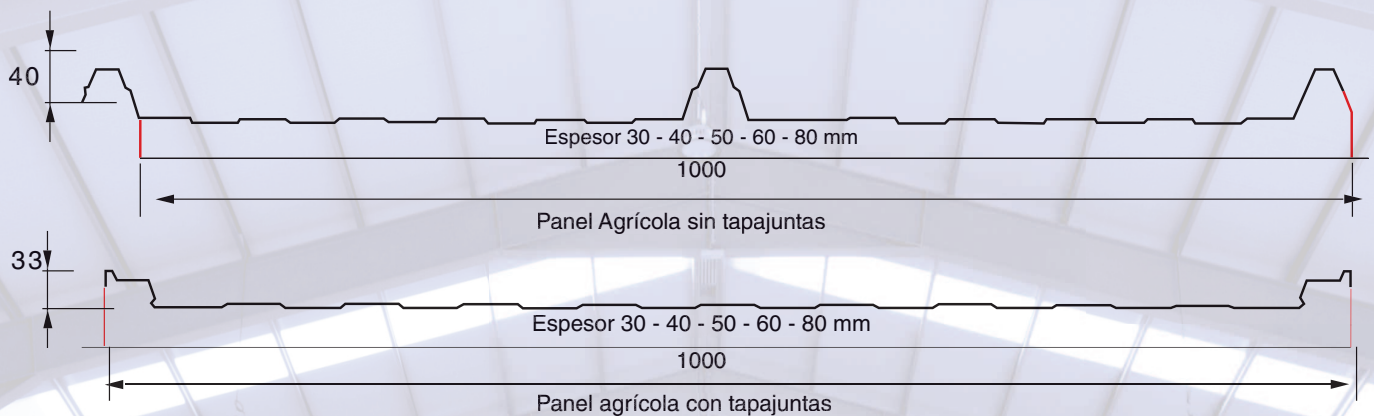 40
Espesor 30 - 40 - 50 - 60 - 80 mm
1000
Panel Agrícola sin tapajuntas
33
Espesor 30 - 40 - 50 - 60 - 80 mm
1000
Panel agrícola con tapajuntas